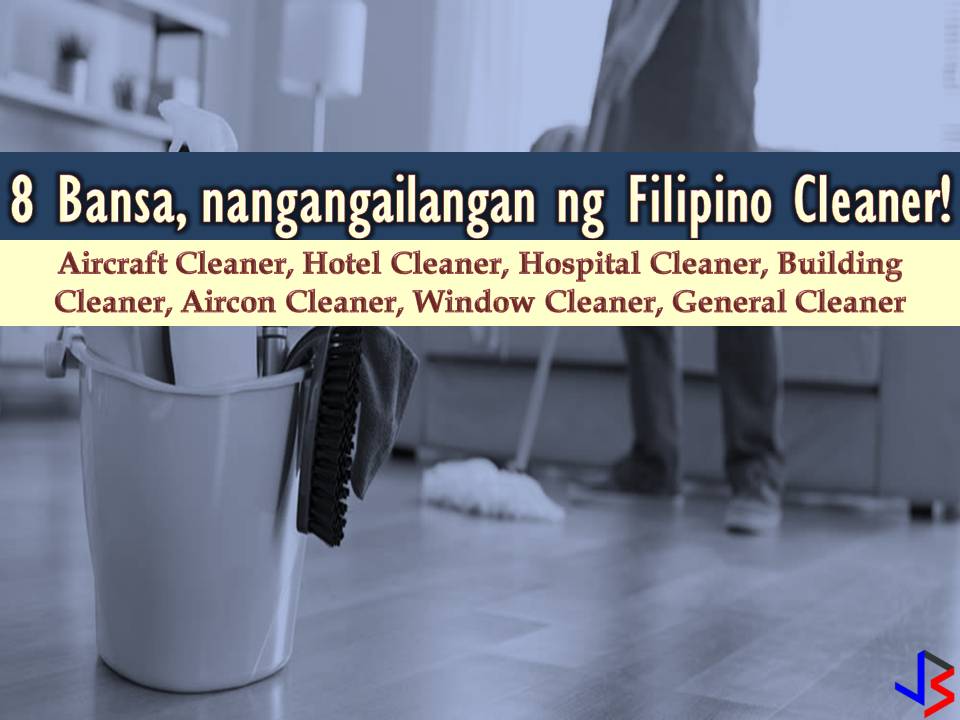 8 Bansa, nangangailangan ng Filipino Cleaner!
Aircraft Cleaner, Hotel Cleaner, Hospital Cleaner, Building
Cleaner, Aircon Cleaner, Window Cleaner, General Cleaner